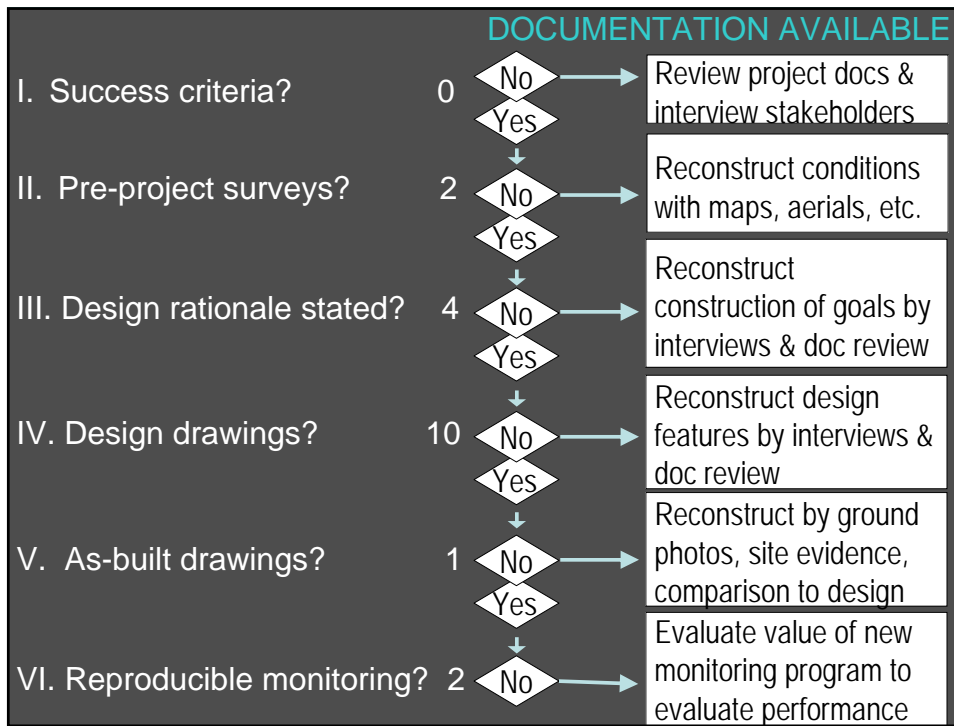 DOCUMENTATION AVAILABLE
I. Success criteria? 0
No
Yes
Review project docs &
interview stakeholders
II. Pre-project surveys? 2
No
Yes
Reconstruct conditions
with maps, aerials, etc.
III. Design rationale stated? 4
No
Yes
Reconstruct
construction of goals by
interviews & doc review
IV. Design drawings? 10
No
Yes
Reconstruct design
features by interviews &
doc review
V. As-built drawings? 1
No
Yes
Reconstruct by ground
photos, site evidence,
comparison to design
VI. Reproducible monitoring? 2
No
Evaluate value of new
monitoring program to
evaluate performance